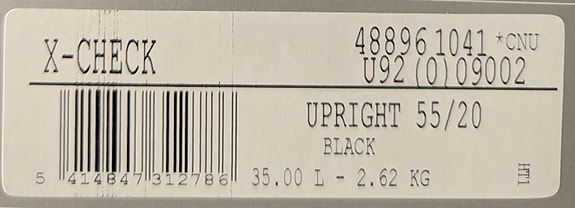 X-CHECK
48896 1041 *CNU
U92 (0) 09002
UPRIGHT 55/20
BLACK
5 414847 312786
35.00 L - 2.62 KG
HT1